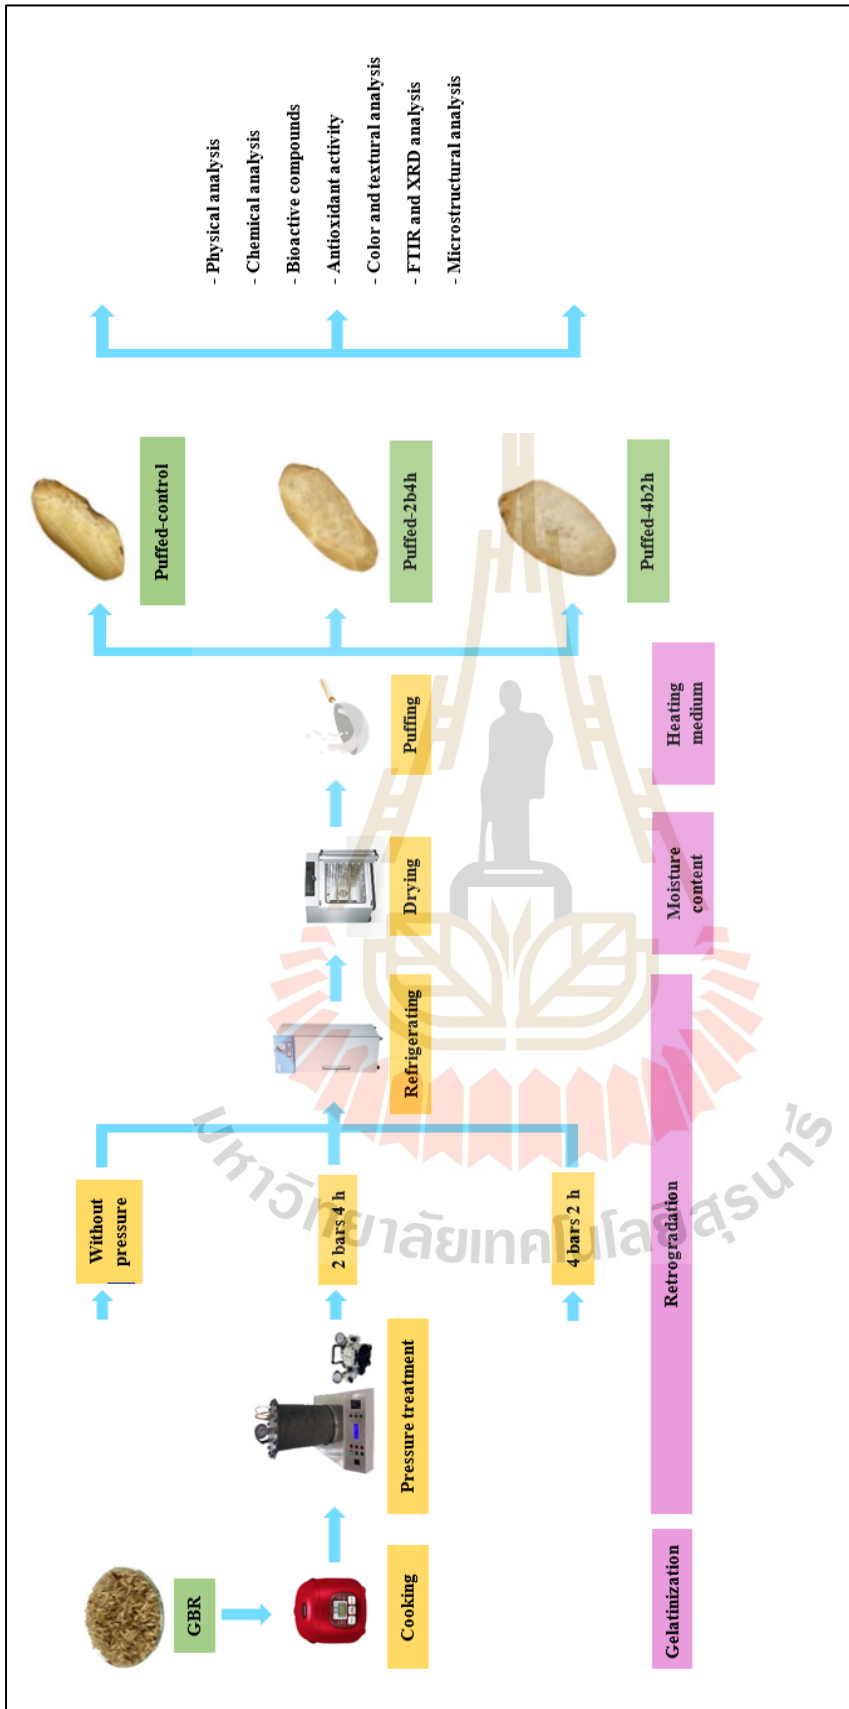 GBR
Cooking
Pressure treatment
Without
pressure
2 bars 4 h
4 bars 2 h
Refrigerating
Drying
Puffing
Puffed-control
Puffed-2b4h
Puffed-4b2h
- Physical analysis
- Chemical analysis
- Bioactive compounds
- Antioxidant activity
- Color and textural analysis
- FTIR and XRD analysis
- Microstructural analysis
Gelatinization
Retrogradation
Moisture
content
Heating
medium
มหาวิทยาลัยเทคโนโลยีสุรนารี